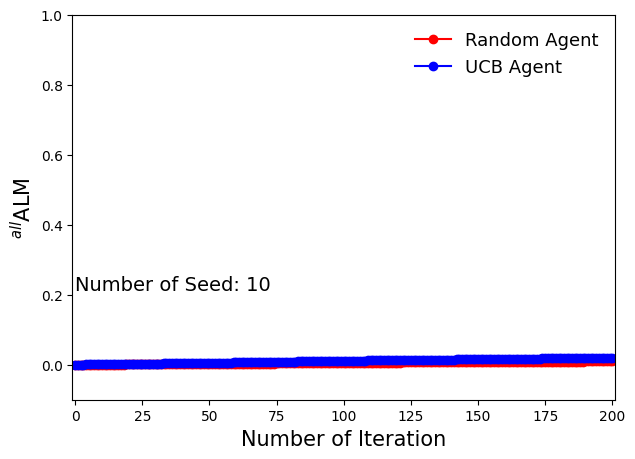 1.0
0.8
0.6
0.4
0.2
0.0
allALM
Random Agent
UCB Agent
Number of Seed: 10
0 25 50 75 100 125 150 175 200
Number of Iteration